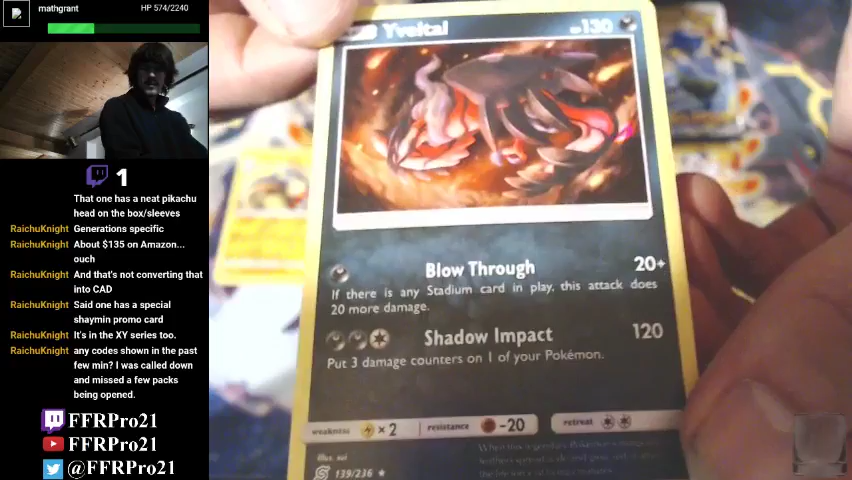 mathgrant
HP 574/2240
1
That one has a neat pikachu
head on the box/sleeves
RaichuKnight Generations specific
RaichuKnight About $135 on Amazon...
ouch
RaichuKnight And that's not converting that
into CAD
RaichuKnight Said one has a special
shaymin promo card
RaichuKnight It's in the XY series too.
RaichuKnight any codes shown in the past
few min? I was called down
and missed a few packs
being opened.
FFRPro21
FFRPro21
@FFRPro21
Yveltal
130
Blow Through 20+
If there is any Stadium card in play, this attack does
20 more damage.
Shadow Impact 120
Put 3 damage counters on 1 of your Pokémon.
weakness ×2 resistance -20 retreat
Illus.
139/236 ★